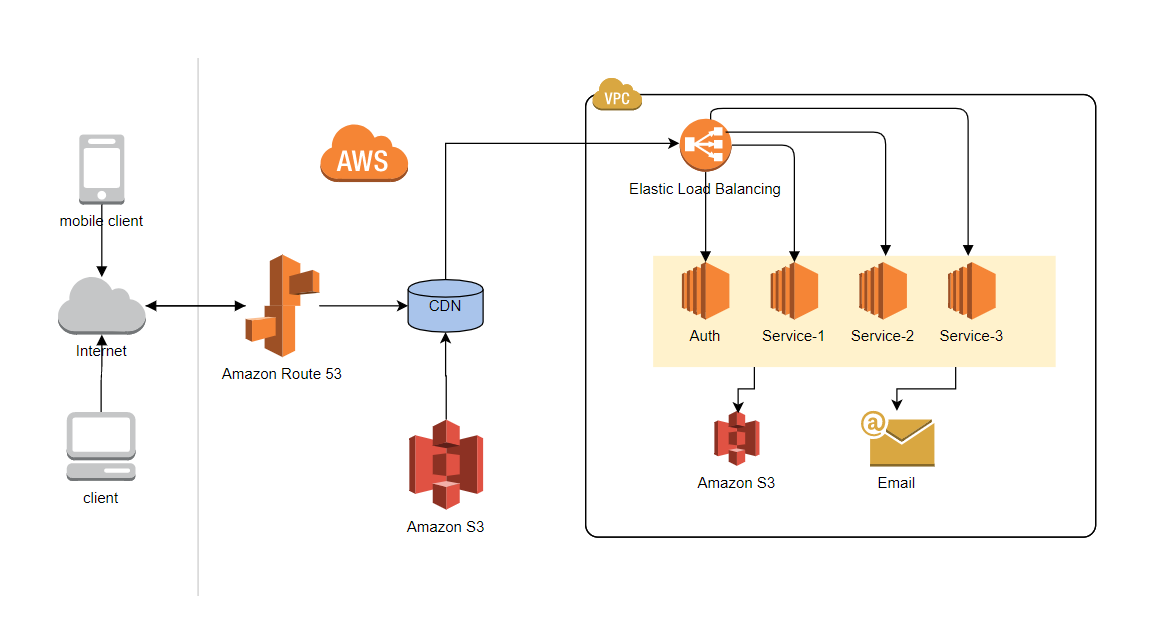 VPC
AWS
Elastic Load Balancing
mobile client
CDN
Internet
Amazon Route 53
Auth
Service-1
Service-2
Service-3
client
Amazon S3
Amazon S3
@
Email